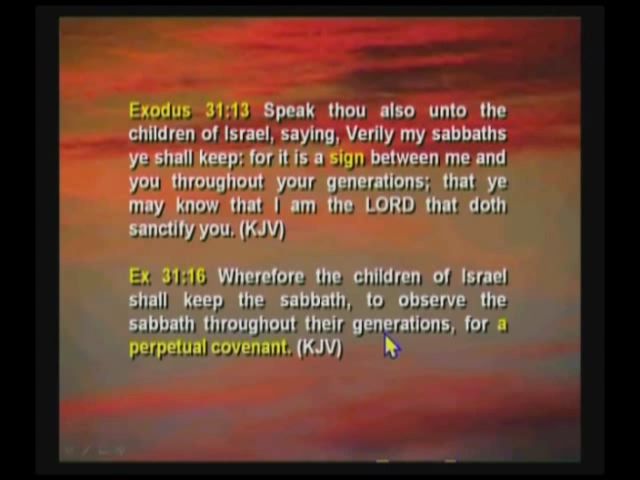 Exodus 31:13 Speak thou also unto the
children of Israel, saying, Verily my sabbaths
ye shall keep: for it is a sign between me and
you throughout your generations; that ye
may know that I am the LORD that doth
sanctify you. (KJV)
Ex 31:16 Wherefore the children of Israel
shall keep the sabbath, to observe the
sabbath throughout their generations, for a
perpetual covenant. (KJV)